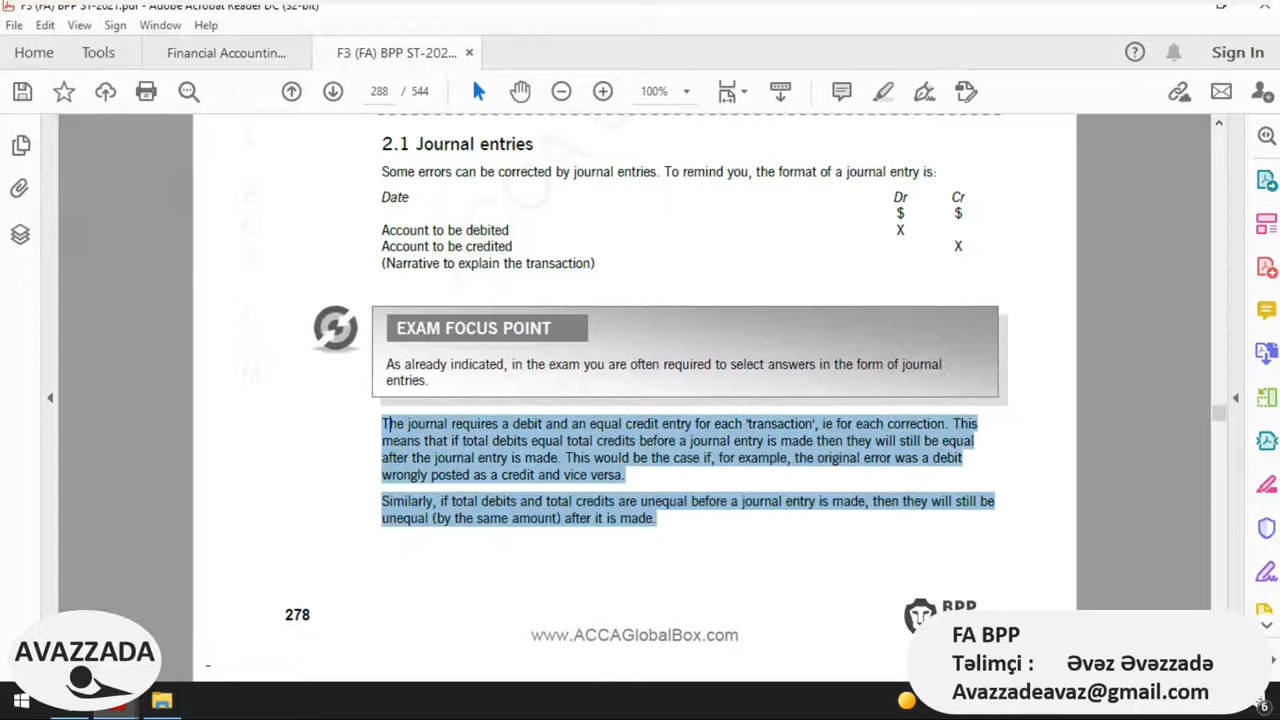 F3 (FA) BPP ST-2021.pdf - Adobe Acrobat Reader DC (32-bit)
File Edit View Sign Window Help
Home Tools Financial Accountin... F3 (FA) BPP ST-202... × Sign In
288 / 544 100%
2.1 Journal entries
Some errors can be corrected by journal entries. To remind you, the format of a journal entry is:
Date Dr Cr
$ $
Account to be debited X
Account to be credited X
(Narrative to explain the transaction)
EXAM FOCUS POINT
As already indicated, in the exam you are often required to select answers in the form of journal
entries.
The journal requires a debit and an equal credit entry for each 'transaction', ie for each correction. This
means that if total debits equal total credits before a journal entry is made then they will still be equal
after the journal entry is made. This would be the case if, for example, the original error was a debit
wrongly posted as a credit and vice versa.
Similarly, if total debits and total credits are unequal before a journal entry is made, then they will still be
unequal (by the same amount) after it is made.
278
BPP
www.ACCAGlobalBox.com
AVAZZADA
FA BPP
Təlimçi : Əvəz Əvəzzadə
Avazzadeavaz@gmail.com
6